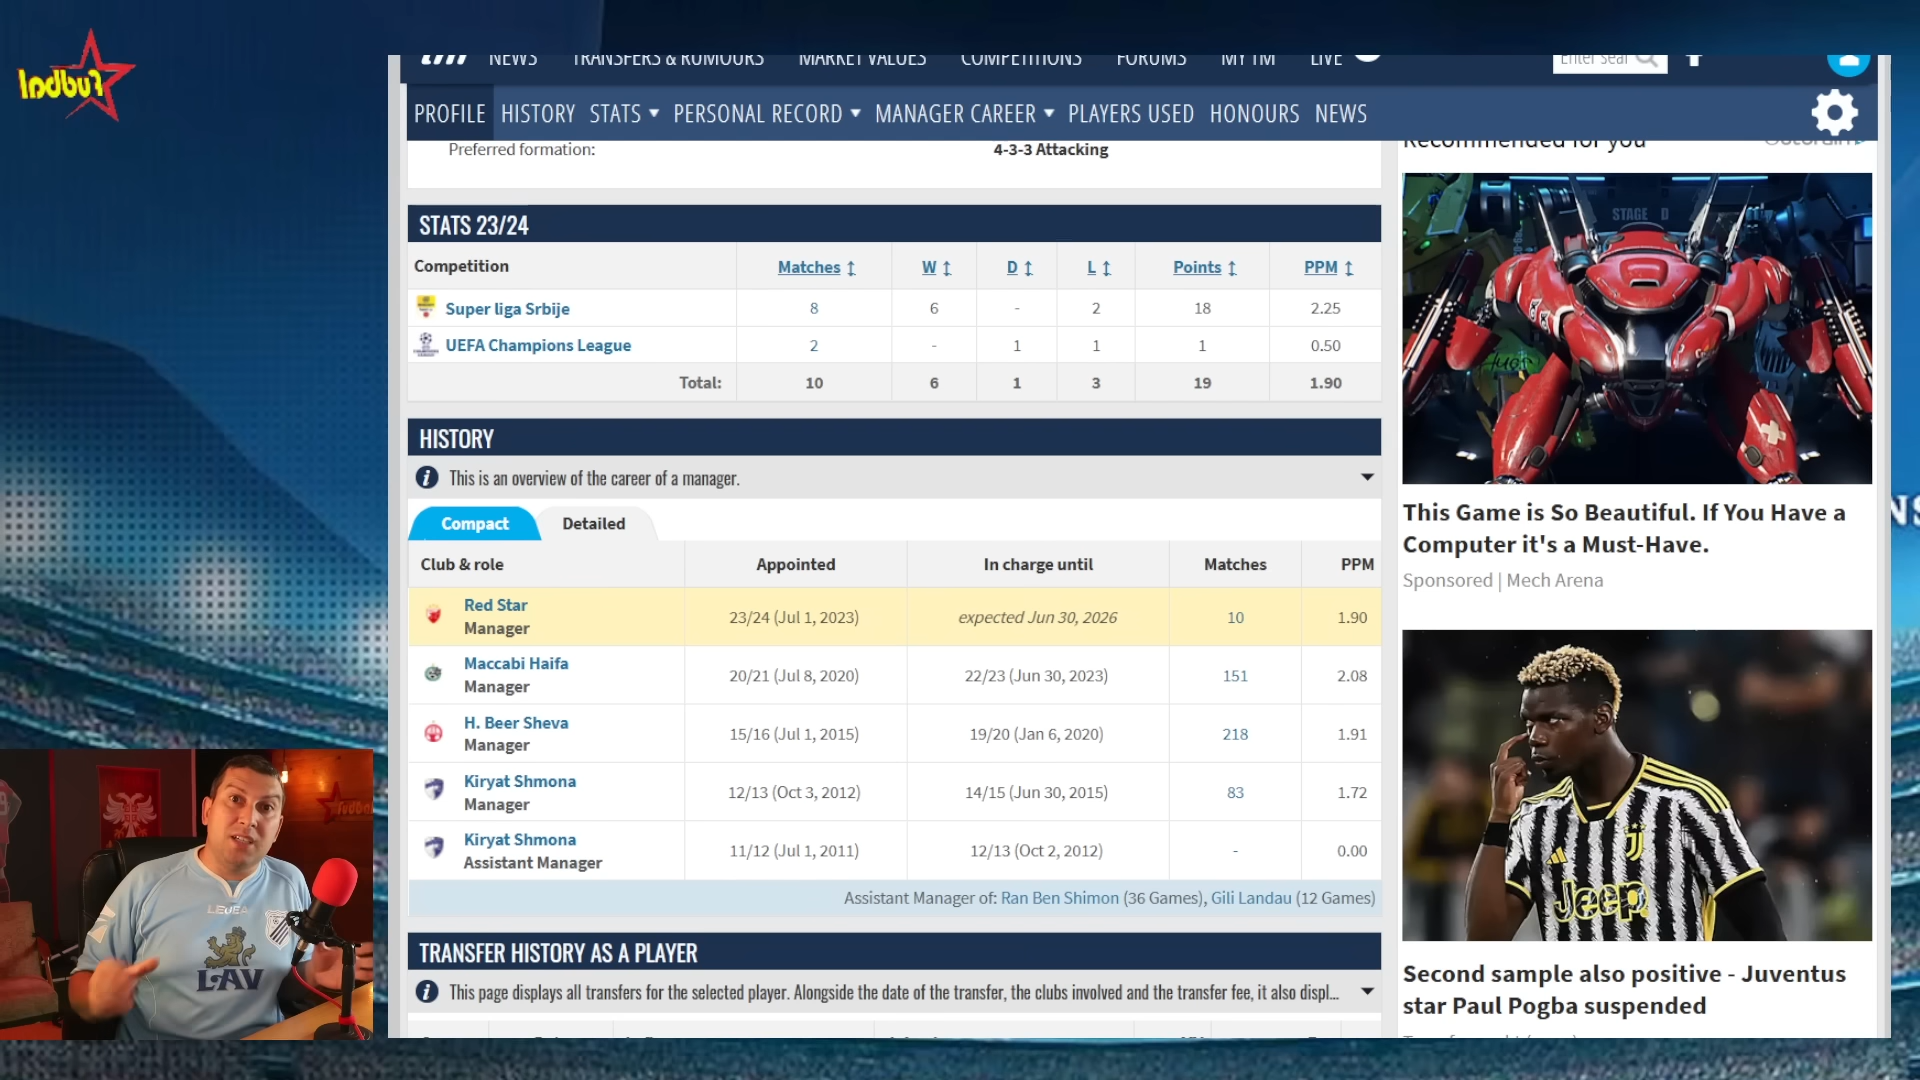 NEWS TRANSFERS & RUMOURS MARKET VALUES COMPETITIONS FORUMS MY TM LIVE
PROFILE HISTORY STATS PERSONAL RECORD MANAGER CAREER PLAYERS USED HONOURS NEWS
Preferred formation: 4-3-3 Attacking
STATS 23/24
Competition Matches W D L Points PPM
Super liga Srbije 8 6 - 2 18 2.25
UEFA Champions League 2 - 1 1 1 0.50
Total: 10 6 1 3 19 1.90
HISTORY
This is an overview of the career of a manager.
Compact Detailed
Club & role Appointed In charge until Matches PPM
Red Star
Manager 23/24 (Jul 1, 2023) expected Jun 30, 2026 10 1.90
Maccabi Haifa
Manager 20/21 (Jul 8, 2020) 22/23 (Jun 30, 2023) 151 2.08
H. Beer Sheva
Manager 15/16 (Jul 1, 2015) 19/20 (Jan 6, 2020) 218 1.91
Kiryat Shmona
Manager 12/13 (Oct 3, 2012) 14/15 (Jun 30, 2015) 83 1.72
Kiryat Shmona
Assistant Manager 11/12 (Jul 1, 2011) 12/13 (Oct 2, 2012) - 0.00
Assistant Manager of: Ran Ben Shimon (36 Games), Gili Landau (12 Games)
TRANSFER HISTORY AS A PLAYER
This page displays all transfers for the selected player. Alongside the date of the transfer, the clubs involved and the transfer fee, it also displ...
Recommended for you
STAGE D
This Game is So Beautiful. If You Have a
Computer it's a Must-Have.
Sponsored | Mech Arena
Jeep
Second sample also positive - Juventus
star Paul Pogba suspended
LEGEA
LAV